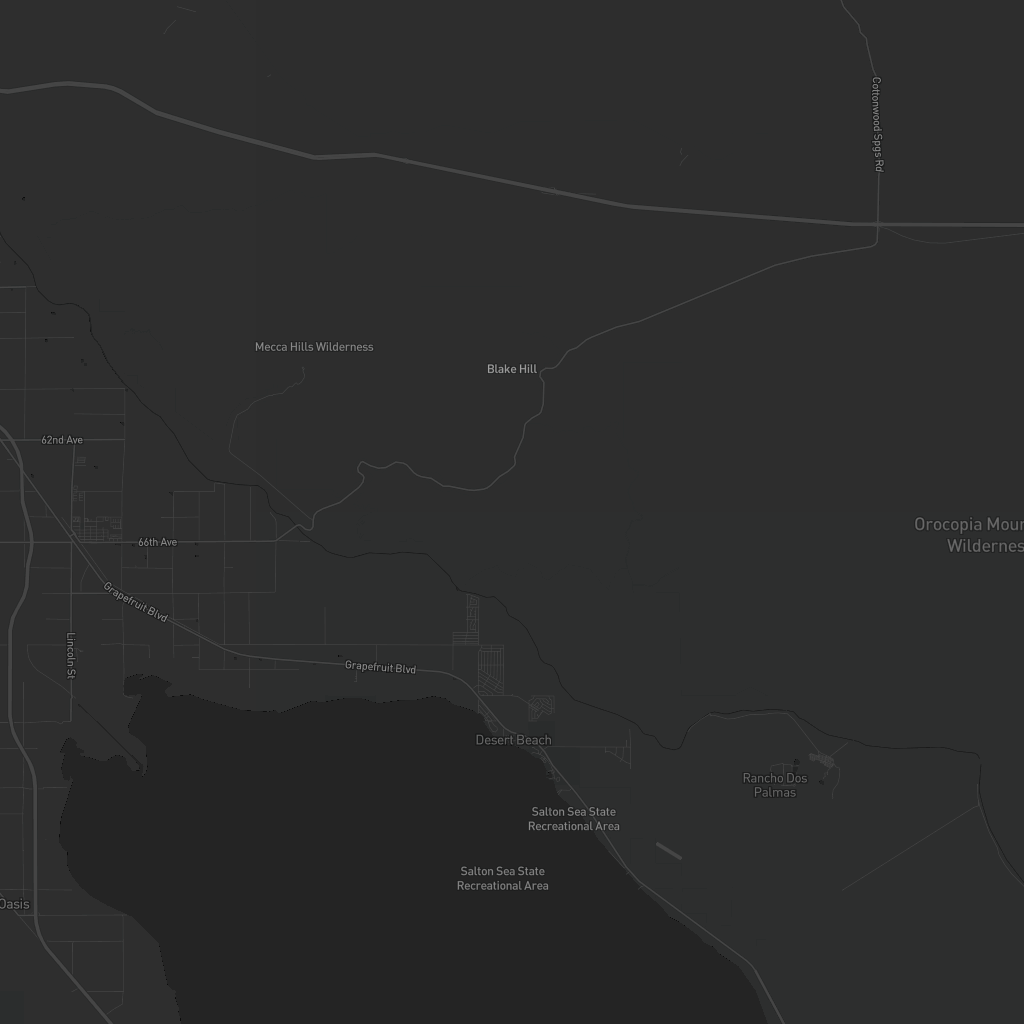 Cottonwood Spgs Rd
Mecca Hills Wilderness
Blake Hill
62nd Ave
66th Ave
Orocopia Moun
Wildernes
Grapefruit Blvd
Lincoln St
Grapefruit Blvd
Desert Beach
Rancho Dos
Palmas
Salton Sea State
Recreational Area
Salton Sea State
Recreational Area
Oasis